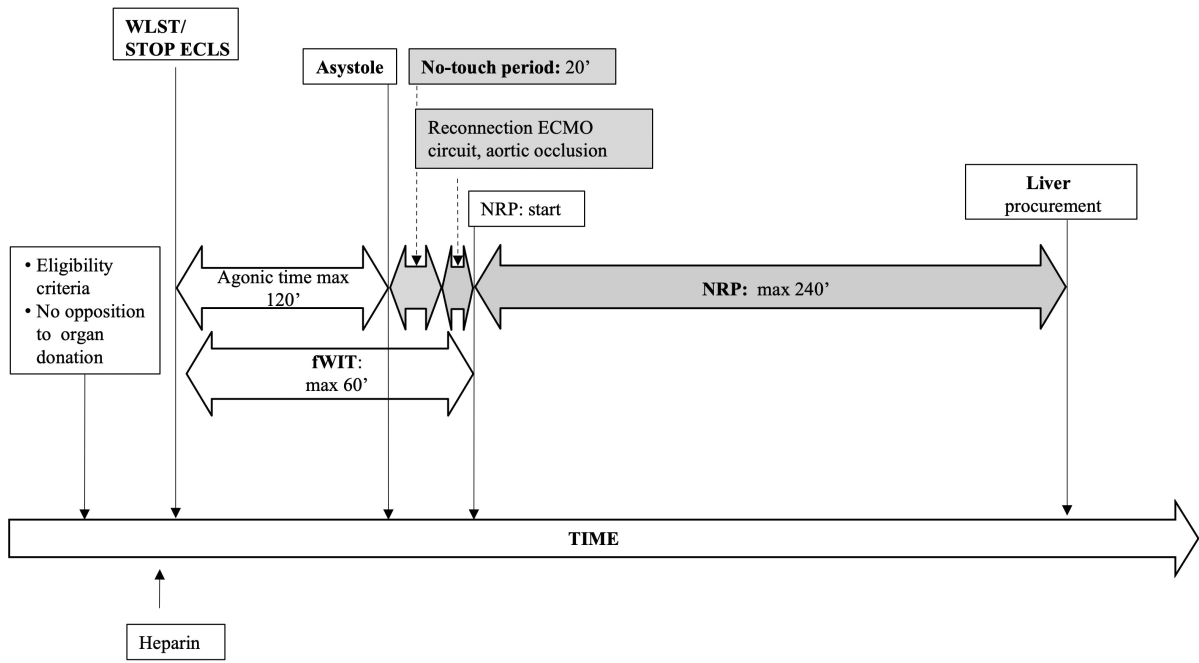 WLST/
STOP ECLS
Asystole
No-touch period: 20’
Reconnection ECMO
circuit, aortic occlusion
NRP: start
Liver
procurement
• Eligibility
criteria
• No opposition
to organ
donation
Agonic time max
120’
NRP: max 240’
fWIT:
max 60’
TIME
Heparin